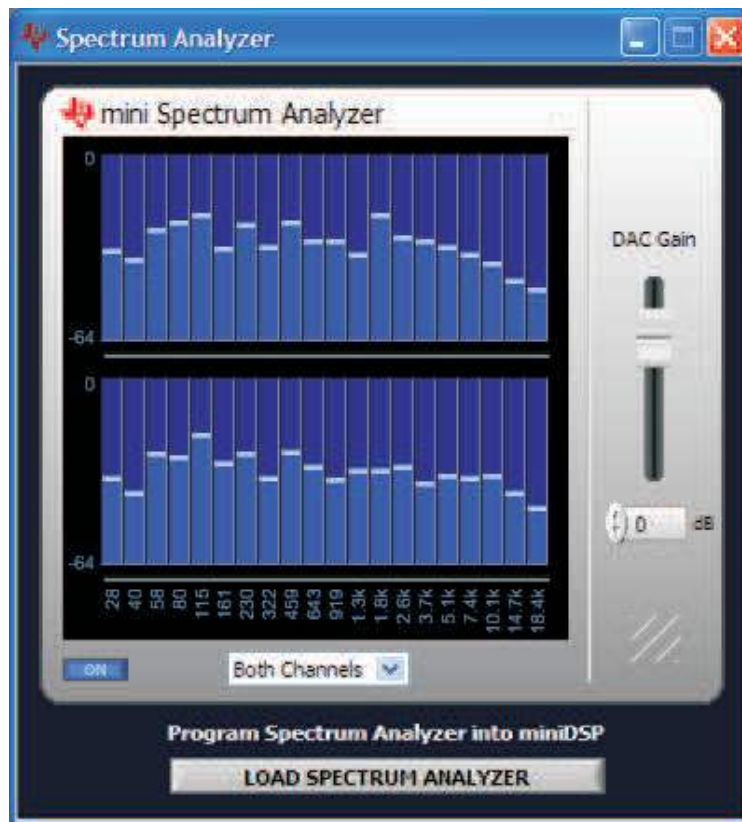 Spectrum Analyzer
mini Spectrum Analyzer
0
-64
0
-64
28 40 58 80 115 161 230 322 459 643 919 1.3k 1.8k 2.6k 3.7k 5.1k 7.4k 10.1k 14.7k 18.4k
DAC Gain
0 dB
ON
Both Channels
Program Spectrum Analyzer into miniDSP
LOAD SPECTRUM ANALYZER